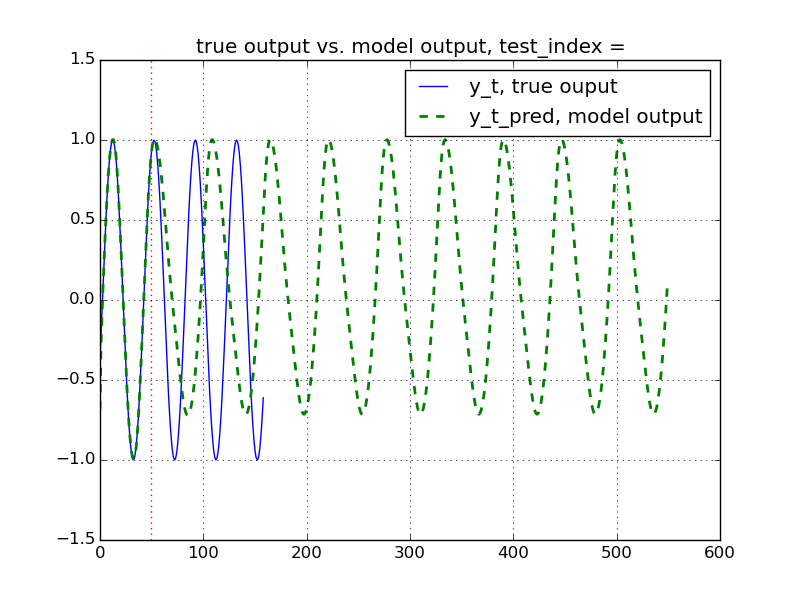 true output vs. model output, test_index =
y_t, true ouput
y_t_pred, model output
1.5
1.0
0.5
0.0
−0.5
−1.0
−1.5
0 100 200 300 400 500 600